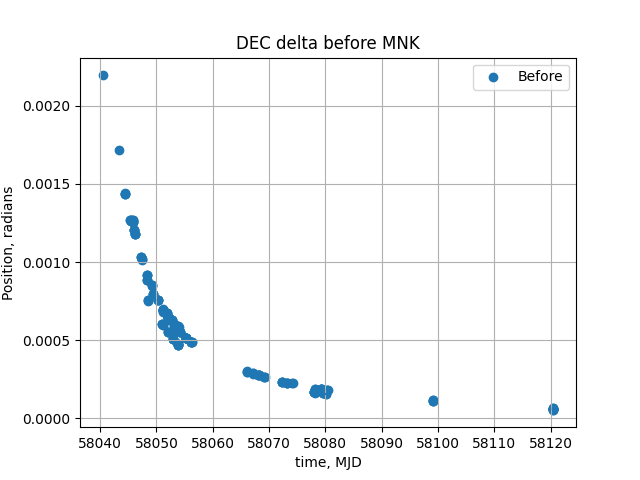 DEC delta before MNK
Before
Position, radians
0.0020
0.0015
0.0010
0.0005
0.0000
58040 58050 58060 58070 58080 58090 58100 58110 58120
time, MJD